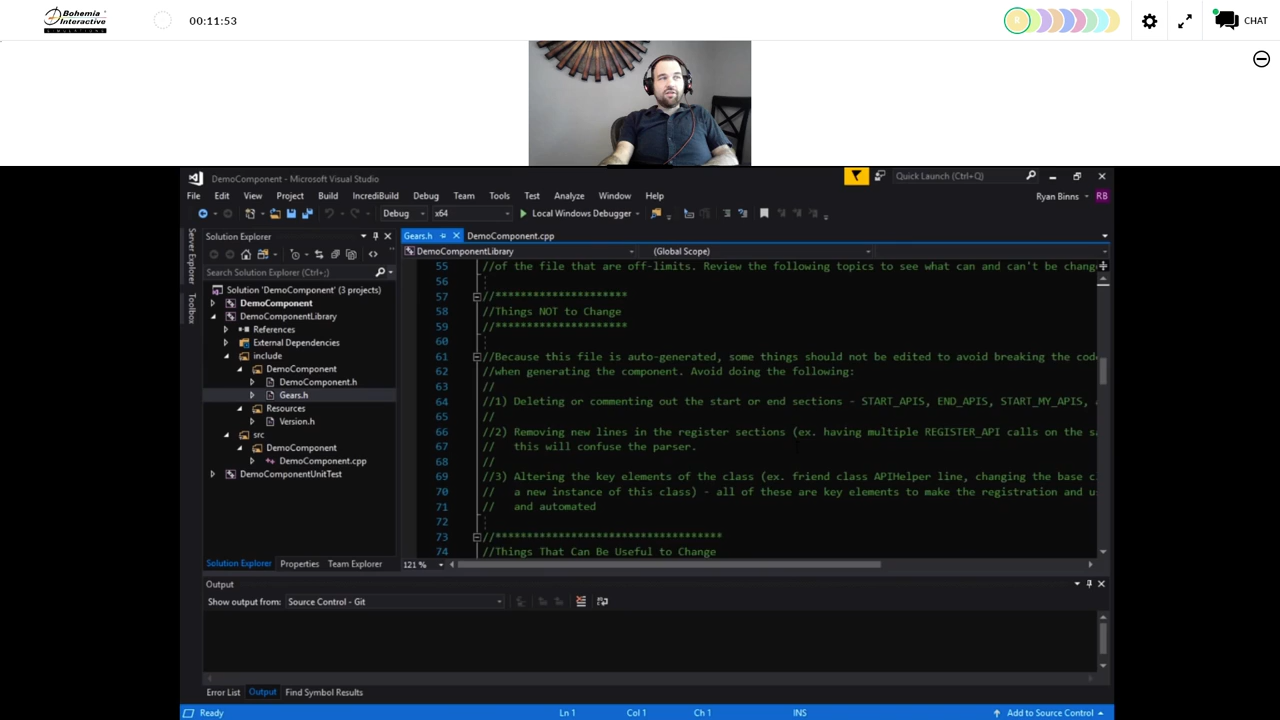 Bohemia
Interactive
SIMULATIONS
00:11:53
R
CHAT
DemoComponent - Microsoft Visual Studio
Quick Launch (Ctrl+Q)
File Edit View Project Build IncrediBuild Debug Team Tools Test Analyze Window Help
Ryan Binns RB
Debug x64 Local Windows Debugger
Server Explorer
Toolbox
Solution Explorer
Search Solution Explorer (Ctrl+;)
Solution 'DemoComponent' (3 projects)
DemoComponent
DemoComponentLibrary
References
External Dependencies
include
DemoComponent
DemoComponent.h
Gears.h
Resources
Version.h
src
DemoComponent
DemoComponent.cpp
DemoComponentUnitTest
Solution Explorer Properties Team Explorer
Gears.h DemoComponent.cpp
DemoComponentLibrary (Global Scope)
55 //of the file that are off-limits. Review the following topics to see what can and can't be chang
56
57 //*********************
58 //Things NOT to Change
59 //*********************
60
61 //Because this file is auto-generated, some things should not be edited to avoid breaking the cod
62 //when generating the component. Avoid doing the following:
63 //
64 //1) Deleting or commenting out the start or end sections - START_APIS, END_APIS, START_MY_APIS,
65 //
66 //2) Removing new lines in the register sections (ex. having multiple REGISTER_API calls on the sa
67 // this will confuse the parser.
68 //
69 //3) Altering the key elements of the class (ex. friend class APIHelper line, changing the base c
70 // a new instance of this class) - all of these are key elements to make the registration and u
71 // and automated
72
73 //************************************
74 //Things That Can Be Useful to Change
121 %
Output
Show output from: Source Control - Git
Error List Output Find Symbol Results
Ready Ln 1 Col 1 Ch 1 INS Add to Source Control